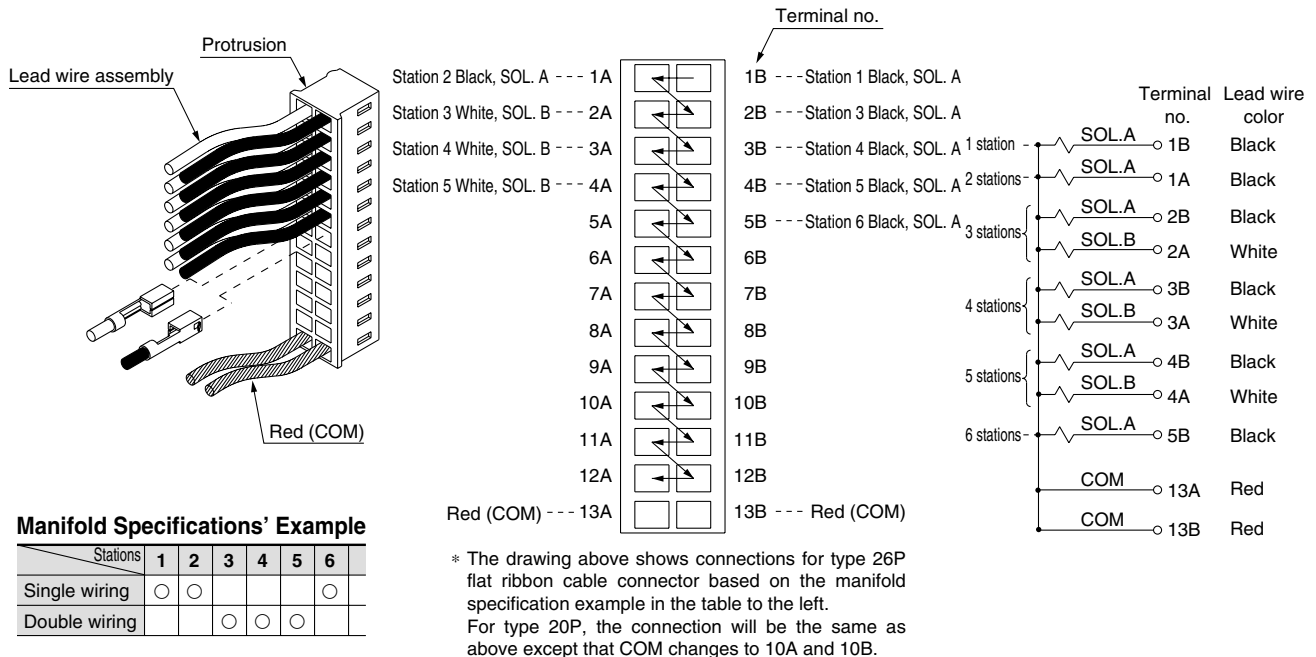 Terminal no.
Protrusion
Lead wire assembly
Station 2 Black, SOL. A --- 1A
1B --- Station 1 Black, SOL. A
Station 3 White, SOL. B --- 2A
2B --- Station 3 Black, SOL. A
Station 4 White, SOL. B --- 3A
3B --- Station 4 Black, SOL. A
Station 5 White, SOL. B --- 4A
4B --- Station 5 Black, SOL. A
5A
5B --- Station 6 Black, SOL. A
6A
6B
7A
7B
8A
8B
9A
9B
10A
10B
11A
11B
12A
12B
Red (COM) --- 13A
13B --- Red (COM)
Terminal no.
Lead wire color
1 station - SOL.A 1B Black
2 stations - SOL.A 1A Black
3 stations SOL.A 2B Black
SOL.B 2A White
4 stations SOL.A 3B Black
SOL.B 3A White
5 stations SOL.A 4B Black
SOL.B 4A White
6 stations - SOL.A 5B Black
COM 13A Red
COM 13B Red
Red (COM)
Manifold Specifications' Example
Stations 1 2 3 4 5 6
Single wiring ○ ○ ○
Double wiring ○ ○ ○
* The drawing above shows connections for type 26P
flat ribbon cable connector based on the manifold
specification example in the table to the left.
For type 20P, the connection will be the same as
above except that COM changes to 10A and 10B.